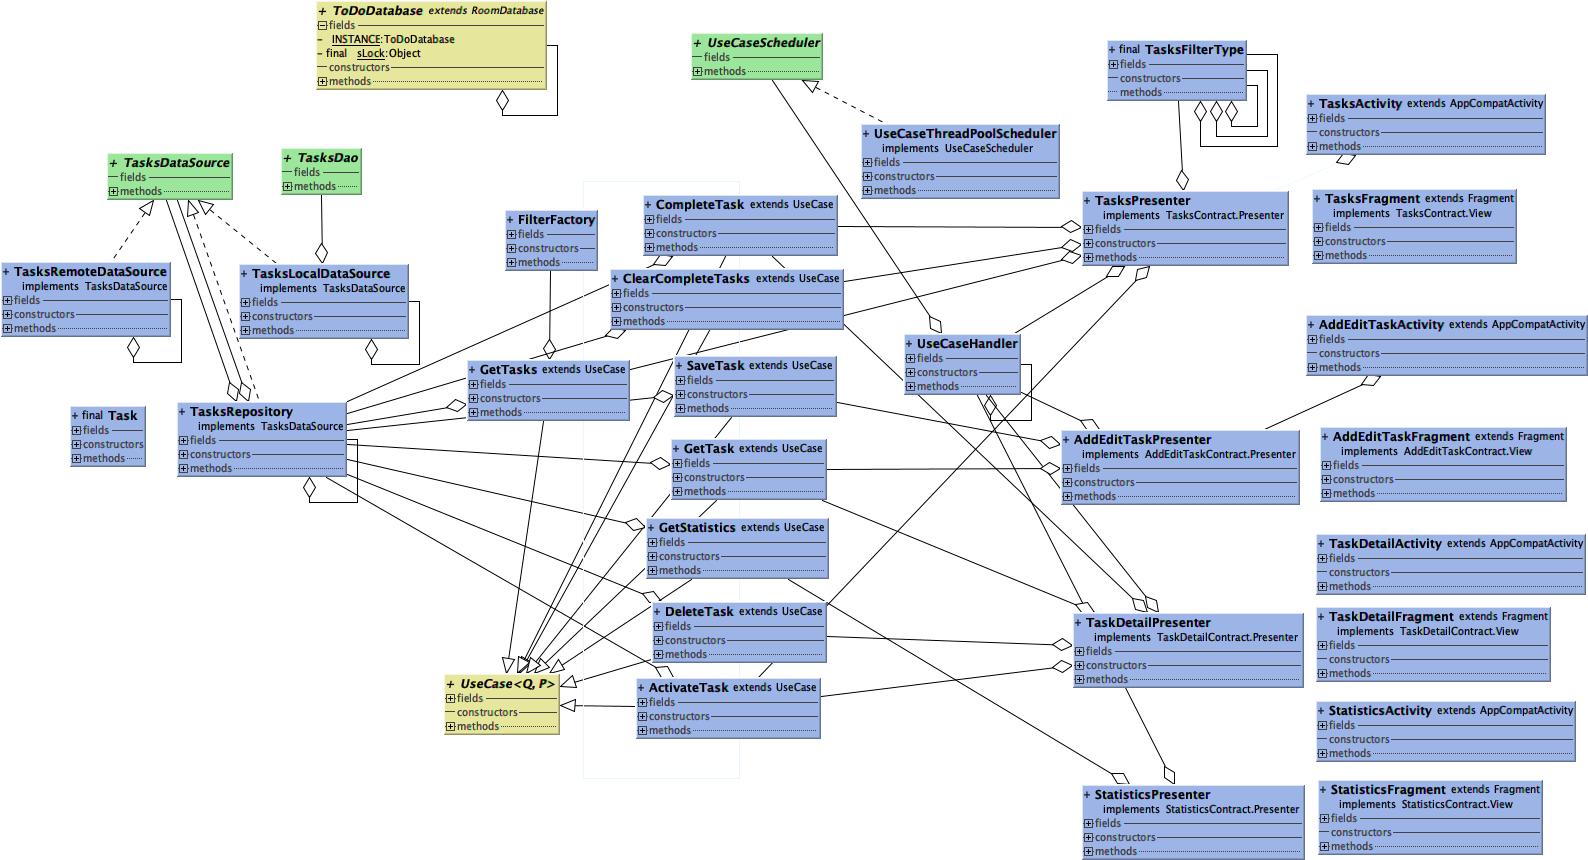 + ToDoDatabase extends RoomDatabase
fields
- INSTANCE:ToDoDatabase
- final sLock:Object
constructors
methods
+ UseCaseScheduler
fields
methods
+ final TasksFilterType
fields
constructors
methods
+ TasksActivity extends AppCompatActivity
fields
constructors
methods
+ UseCaseThreadPoolScheduler
implements UseCaseScheduler
fields
constructors
methods
+ TasksDataSource
fields
methods
+ TasksDao
fields
methods
+ FilterFactory
fields
constructors
methods
+ CompleteTask extends UseCase
fields
constructors
methods
+ TasksPresenter
implements TasksContract.Presenter
fields
constructors
methods
+ TasksFragment extends Fragment
implements TasksContract.View
fields
constructors
methods
+ TasksRemoteDataSource
implements TasksDataSource
fields
constructors
methods
+ TasksLocalDataSource
implements TasksDataSource
fields
constructors
methods
+ ClearCompleteTasks extends UseCase
fields
constructors
methods
+ UseCaseHandler
fields
constructors
methods
+ AddEditTaskActivity extends AppCompatActivity
fields
constructors
methods
+ GetTasks extends UseCase
fields
constructors
methods
+ SaveTask extends UseCase
fields
constructors
methods
+ final Task
fields
constructors
methods
+ TasksRepository
implements TasksDataSource
fields
constructors
methods
+ GetTask extends UseCase
fields
constructors
methods
+ AddEditTaskPresenter
implements AddEditTaskContract.Presenter
fields
constructors
methods
+ AddEditTaskFragment extends Fragment
implements AddEditTaskContract.View
fields
constructors
methods
+ GetStatistics extends UseCase
fields
constructors
methods
+ TaskDetailActivity extends AppCompatActivity
fields
constructors
methods
+ DeleteTask extends UseCase
fields
constructors
methods
+ TaskDetailPresenter
implements TaskDetailContract.Presenter
fields
constructors
methods
+ TaskDetailFragment extends Fragment
implements TaskDetailContract.View
fields
constructors
methods
+ UseCase<Q, P>
fields
constructors
methods
+ ActivateTask extends UseCase
fields
constructors
methods
+ StatisticsActivity extends AppCompatActivity
fields
constructors
methods
+ StatisticsPresenter
implements StatisticsContract.Presenter
fields
constructors
methods
+ StatisticsFragment extends Fragment
implements StatisticsContract.View
fields
constructors
methods